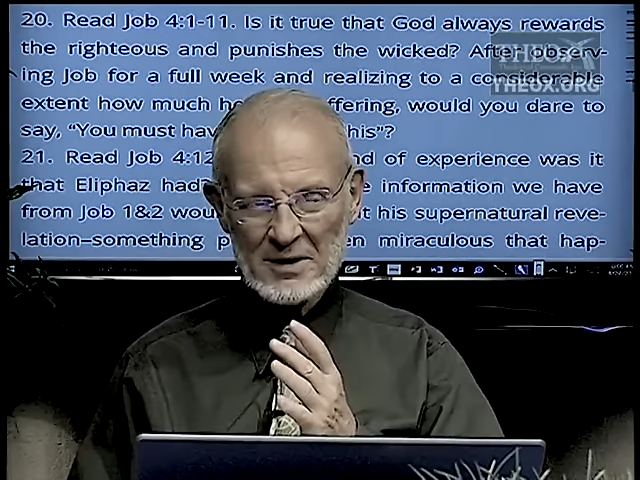 20. Read Job 4:1-11. Is it true that God always rewards
the righteous and punishes the wicked? After observ-
THEOX
ing Job for a full week and realizing to a considerable
THEOX.ORG
extent how much he ffering, would you dare to
say, "You must hav his"?
21. Read Job 4:12 nd of experience was it
that Eliphaz had? e information we have
from Job 1&2 wou t his supernatural reve-
lation–something p en miraculous that hap-